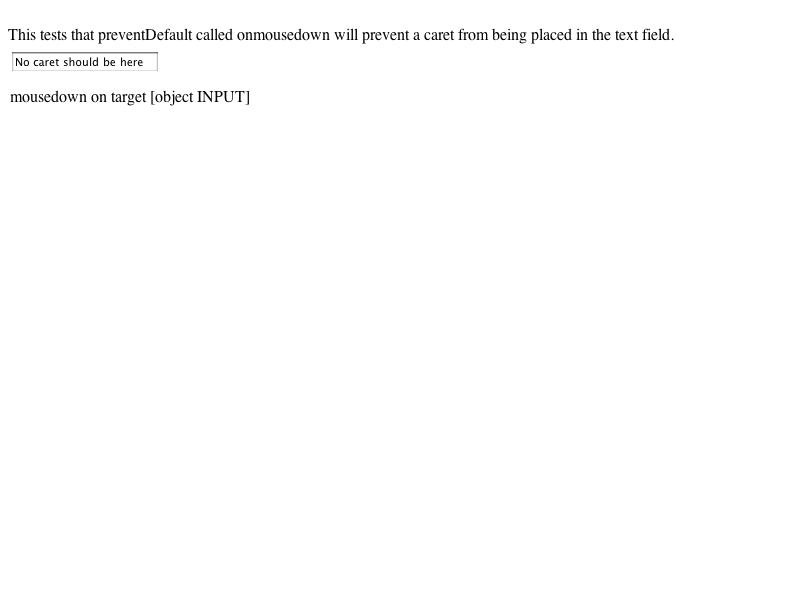 This tests that preventDefault called onmousedown will prevent a caret from being placed in the text field.
No caret should be here
mousedown on target [object INPUT]